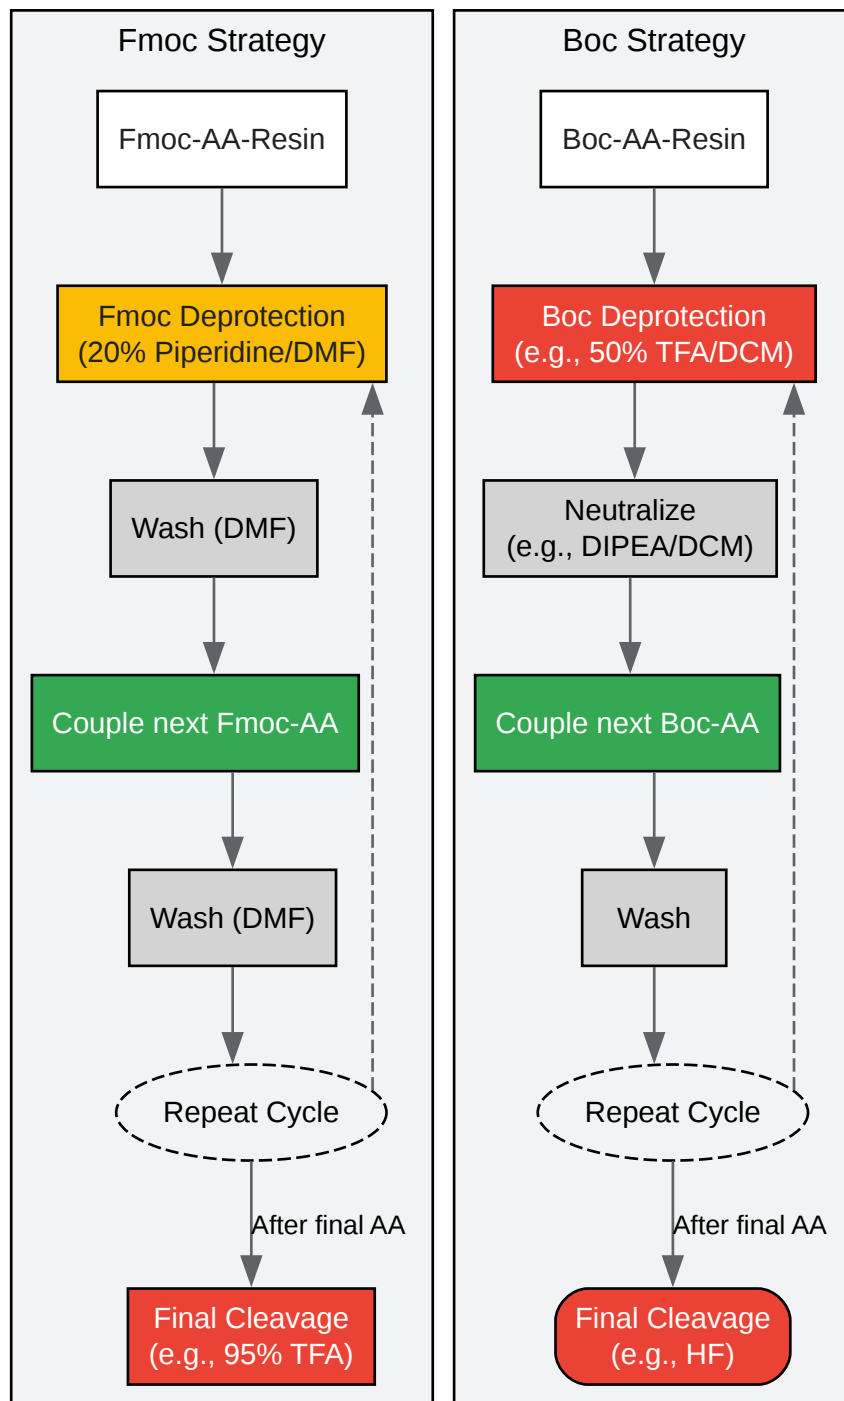 Fmoc Strategy
Fmoc-AA-Resin
Fmoc Deprotection
(20% Piperidine/DMF)
Wash (DMF)
Couple next Fmoc-AA
Wash (DMF)
Repeat Cycle
After final AA
Final Cleavage
(e.g., 95% TFA)
Boc Strategy
Boc-AA-Resin
Boc Deprotection
(e.g., 50% TFA/DCM)
Neutralize
(e.g., DIPEA/DCM)
Couple next Boc-AA
Wash
Repeat Cycle
After final AA
Final Cleavage
(e.g., HF)